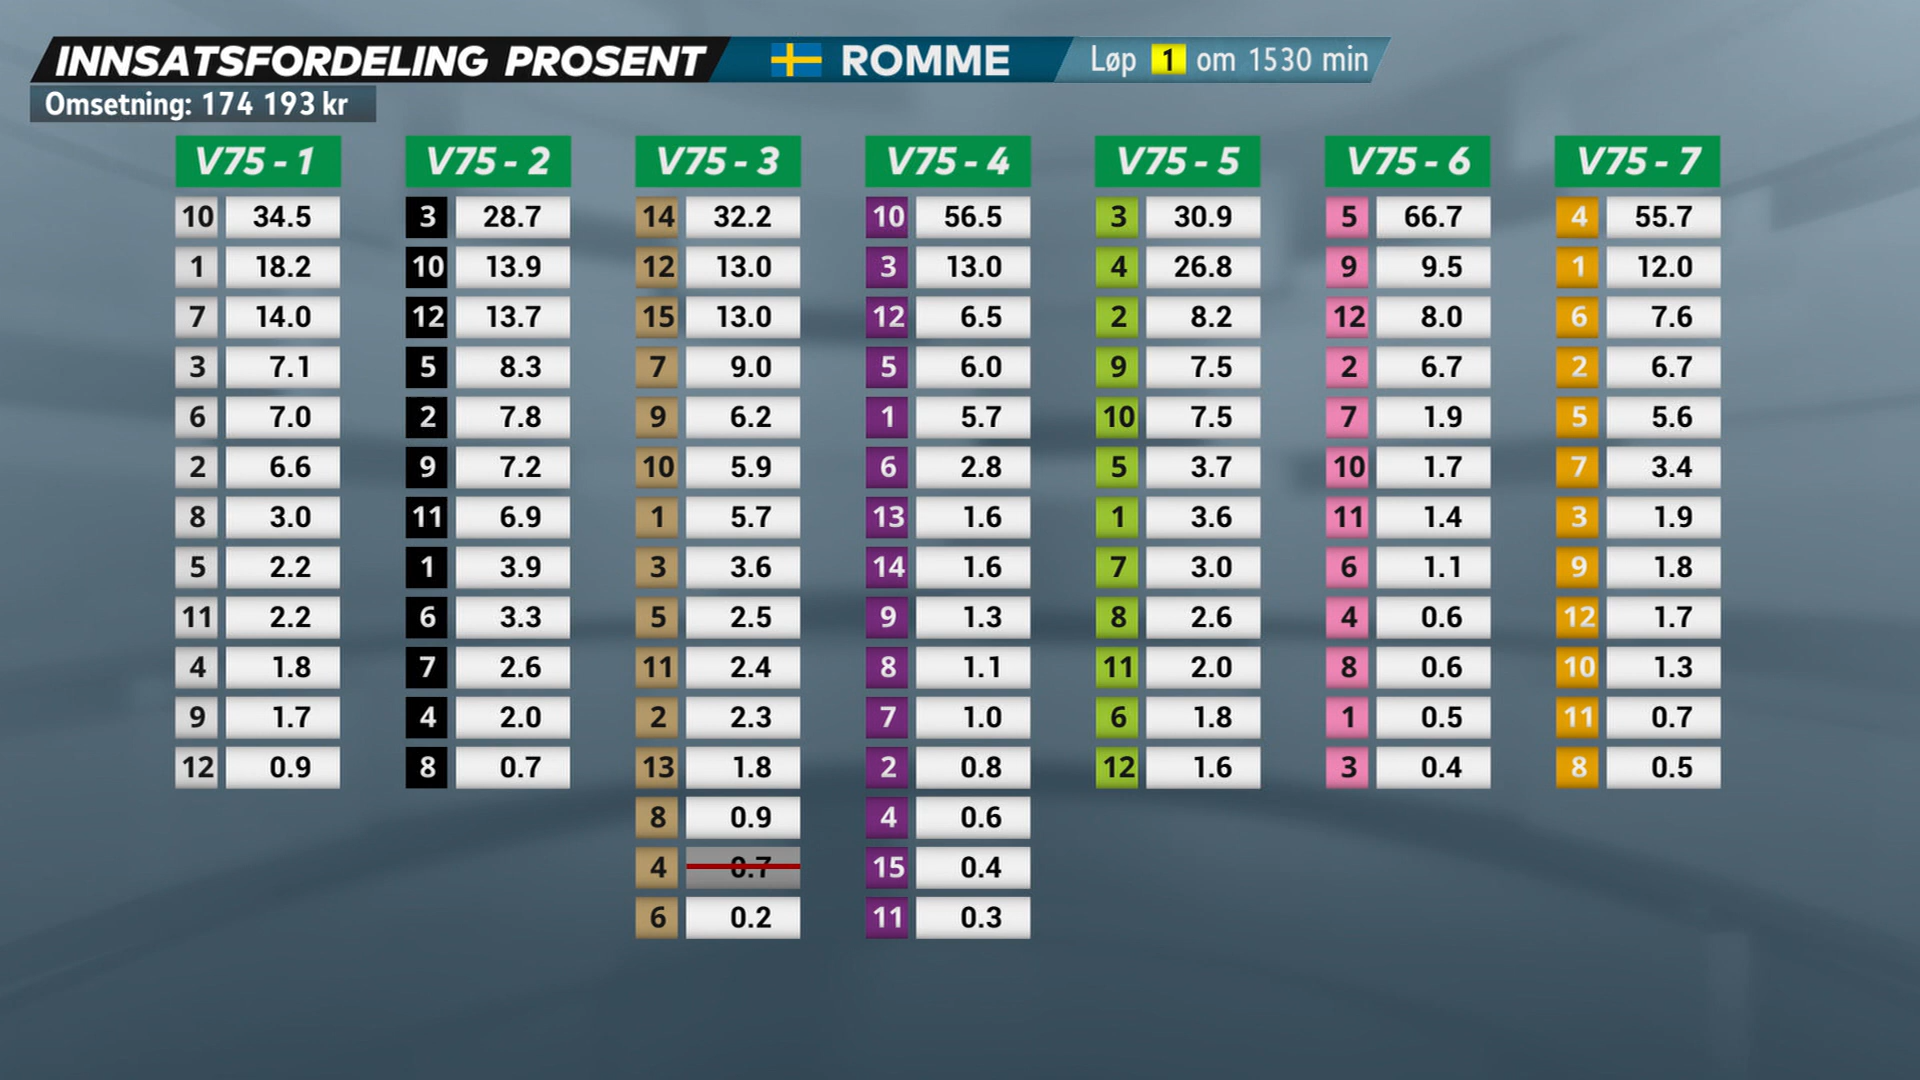 INNSATSFORDELING PROSENT ROMME Løp 1 om 1530 min
Omsetning: 174 193 kr
V75 - 1 V75 - 2 V75 - 3 V75 - 4 V75 - 5 V75 - 6 V75 - 7
10 34.5 3 28.7 14 32.2 10 56.5 3 30.9 5 66.7 4 55.7
1 18.2 10 13.9 12 13.0 3 13.0 4 26.8 9 9.5 1 12.0
7 14.0 12 13.7 15 13.0 12 6.5 2 8.2 12 8.0 6 7.6
3 7.1 5 8.3 7 9.0 5 6.0 9 7.5 2 6.7 2 6.7
6 7.0 2 7.8 9 6.2 1 5.7 10 7.5 7 1.9 5 5.6
2 6.6 9 7.2 10 5.9 6 2.8 5 3.7 10 1.7 7 3.4
8 3.0 11 6.9 1 5.7 13 1.6 1 3.6 11 1.4 3 1.9
5 2.2 1 3.9 3 3.6 14 1.6 7 3.0 6 1.1 9 1.8
11 2.2 6 3.3 5 2.5 9 1.3 8 2.6 4 0.6 12 1.7
4 1.8 7 2.6 11 2.4 8 1.1 11 2.0 8 0.6 10 1.3
9 1.7 4 2.0 2 2.3 7 1.0 6 1.8 1 0.5 11 0.7
12 0.9 8 0.7 13 1.8 2 0.8 12 1.6 3 0.4 8 0.5
8 0.9 4 0.6
4 0.7 15 0.4
6 0.2 11 0.3